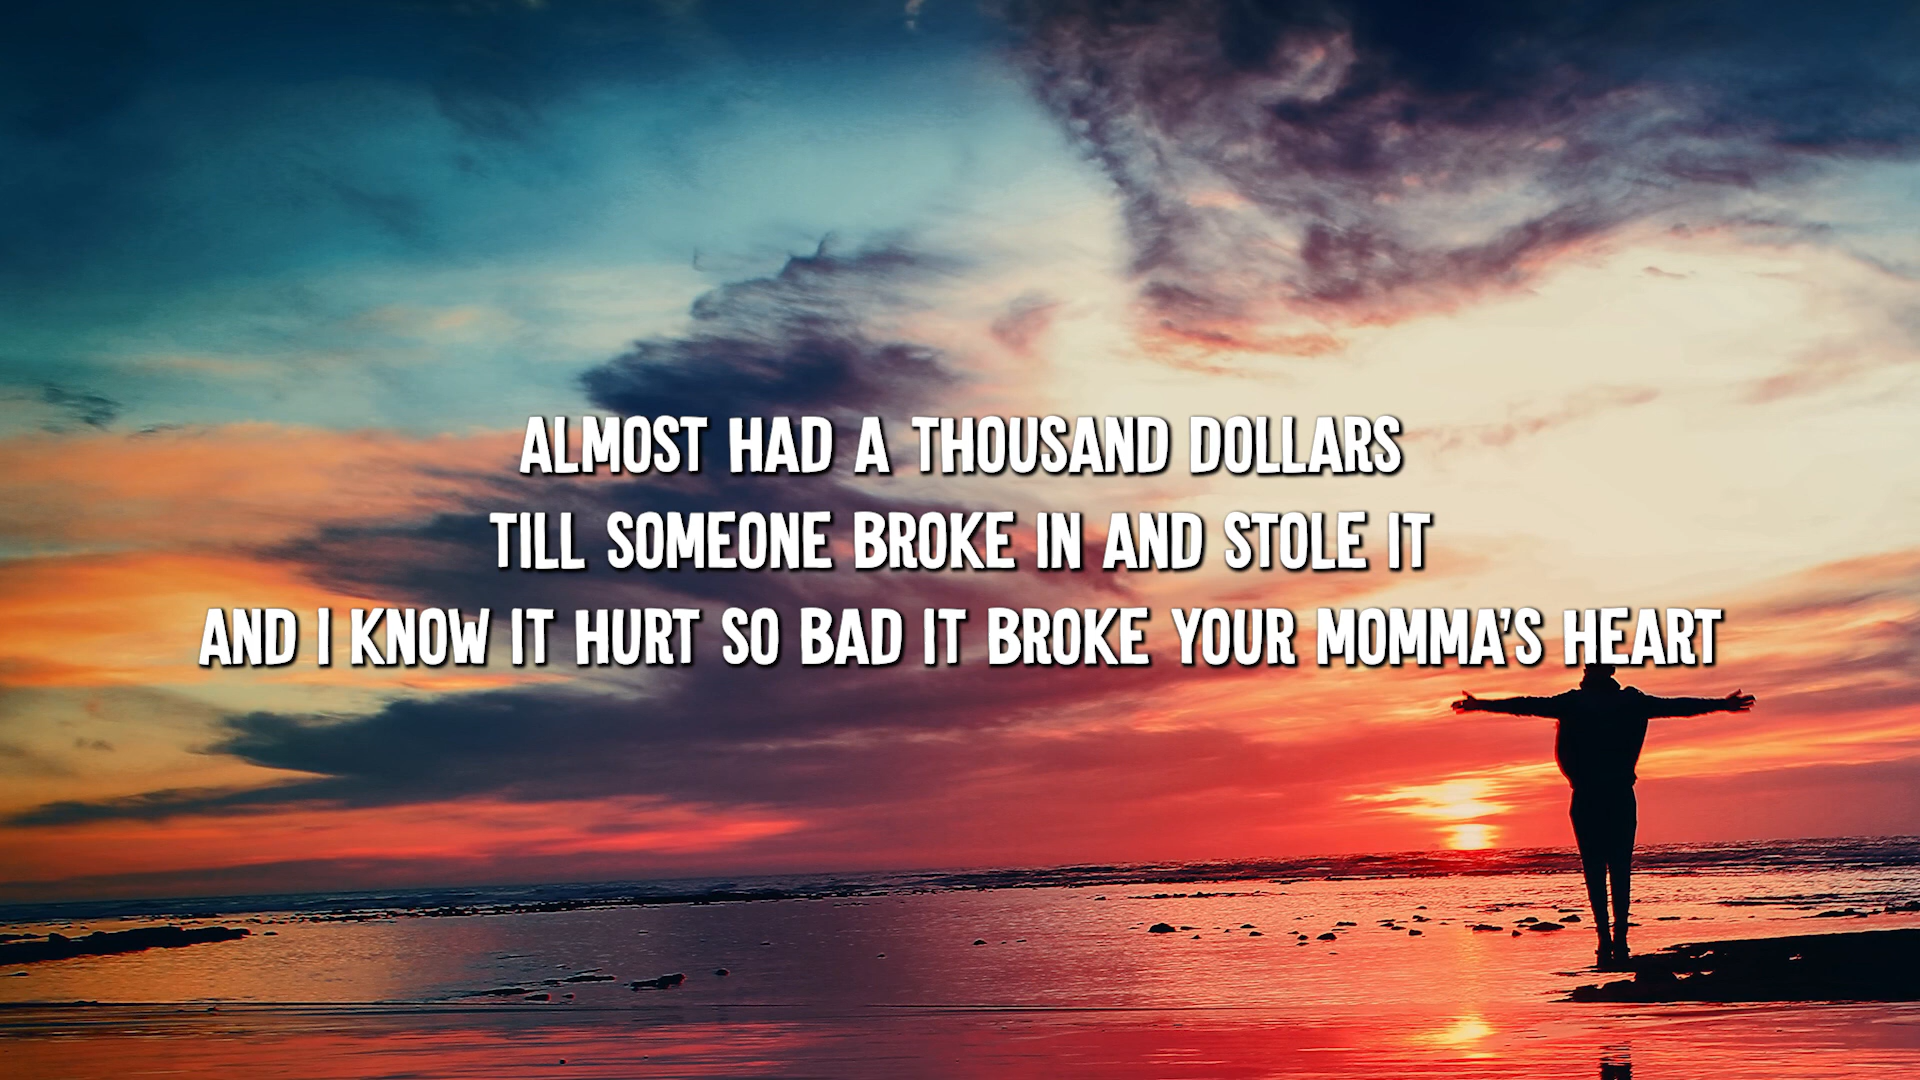 ALMOST HAD A THOUSAND DOLLARS
TILL SOMEONE BROKE IN AND STOLE IT
AND I KNOW IT HURT SO BAD IT BROKE YOUR MOMMA'S HEART